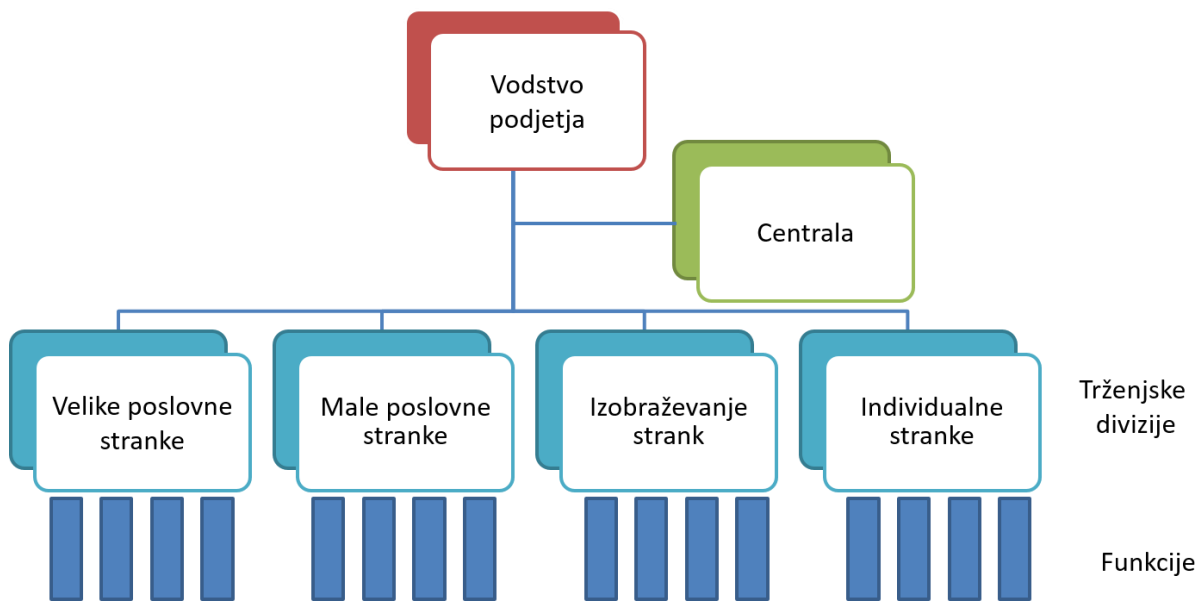 Vodstvo
podjetja
Centrala
Velike poslovne
stranke
Male poslovne
stranke
Izobraževanje
strank
Individualne
stranke
Trženjske
divizije
Funkcije